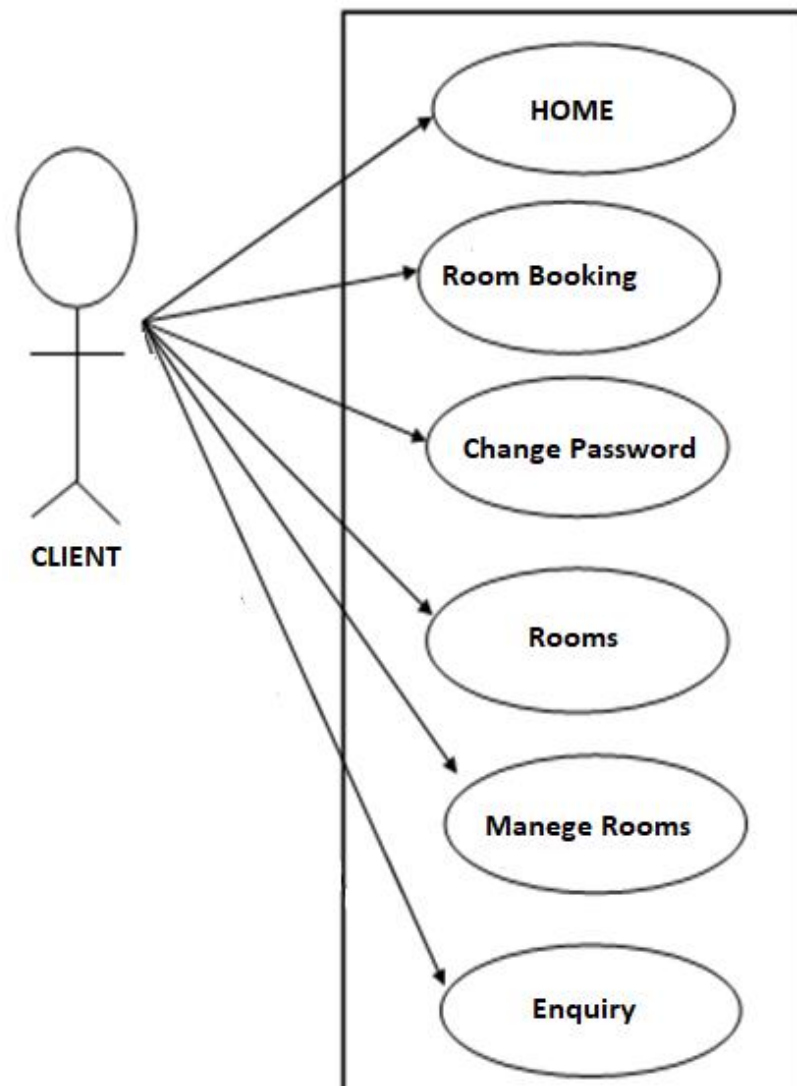 HOME
Room Booking
Change Password
CLIENT
Rooms
Manege Rooms
Enquiry